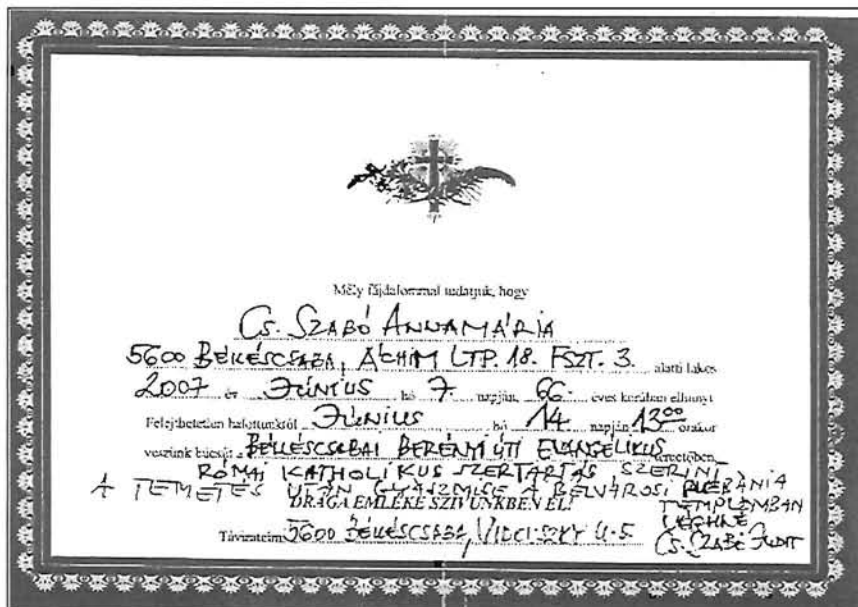 Mély fájdalommal tudatjuk, hogy
Cs. SZABÓ ANNAMÁRIA
5600 BÉKÉSCSABA, ÁCHIM LTP. 18. FSZT. 3. alatti lakos
2007 év JÚNIUS hó 7. napján, 66. éves korában elhunyt
Felejthetetlen halottunktól JÚNIUS hó 14. napján 13⁰⁰ órakor
veszünk búcsút a BÉKÉSCSABAI BERÉNYI ÚTI EVANGÉLIKUS temetőben.
RÓMAI KATHOLIKUS SZERTARTÁS SZERINT
A TEMETÉS UTÁN GYÁSZMISE A BELVÁROSI PLÉBÁNIA
TEMPLOMBAN
DRÁGA EMLÉKE SZÍVÜNKBEN ÉL!
Táviratcím: 5600 BÉKÉSCSABA, U. 5.
Cs. SZABÓ JUDIT